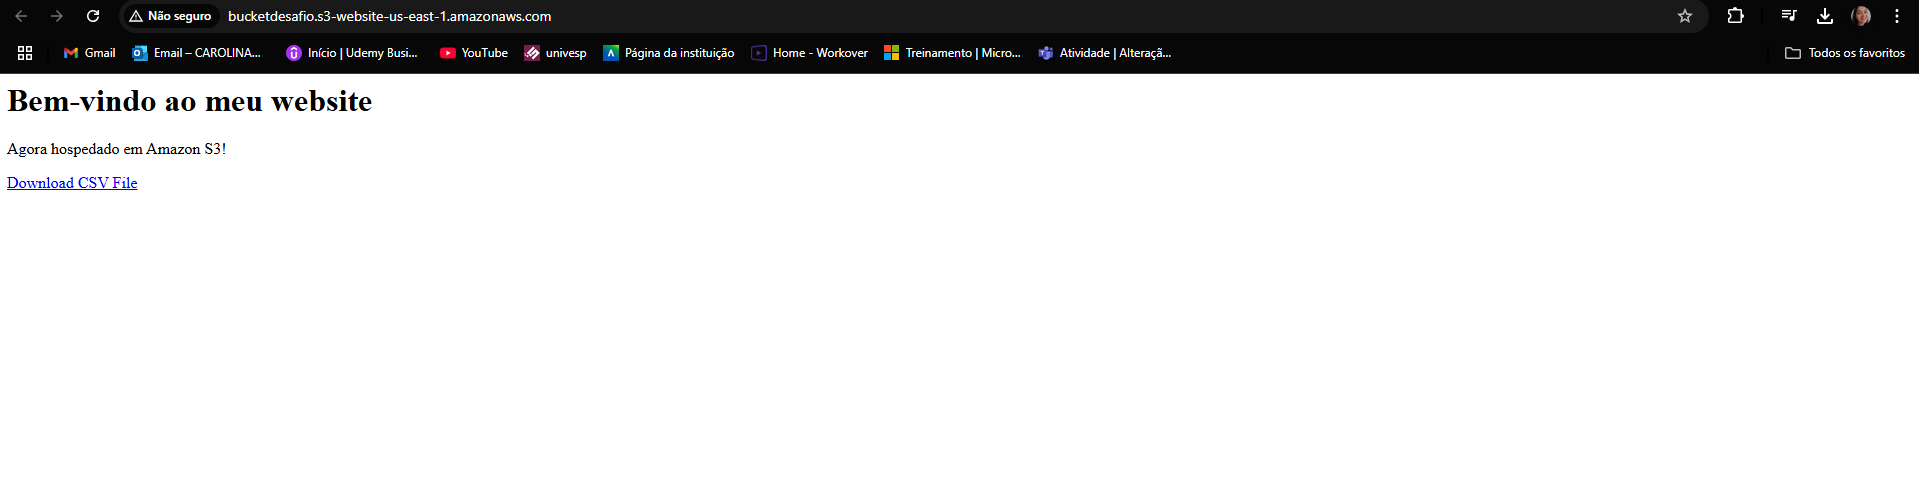 Não seguro bucketdesafio.s3-website-us-east-1.amazonaws.com
Gmail Email – CAROLINA... Início | Udemy Busi... YouTube univesp Página da instituição Home - Workover Treinamento | Micro... Atividade | Alteraçã... Todos os favoritos
Bem-vindo ao meu website
Agora hospedado em Amazon S3!
Download CSV File